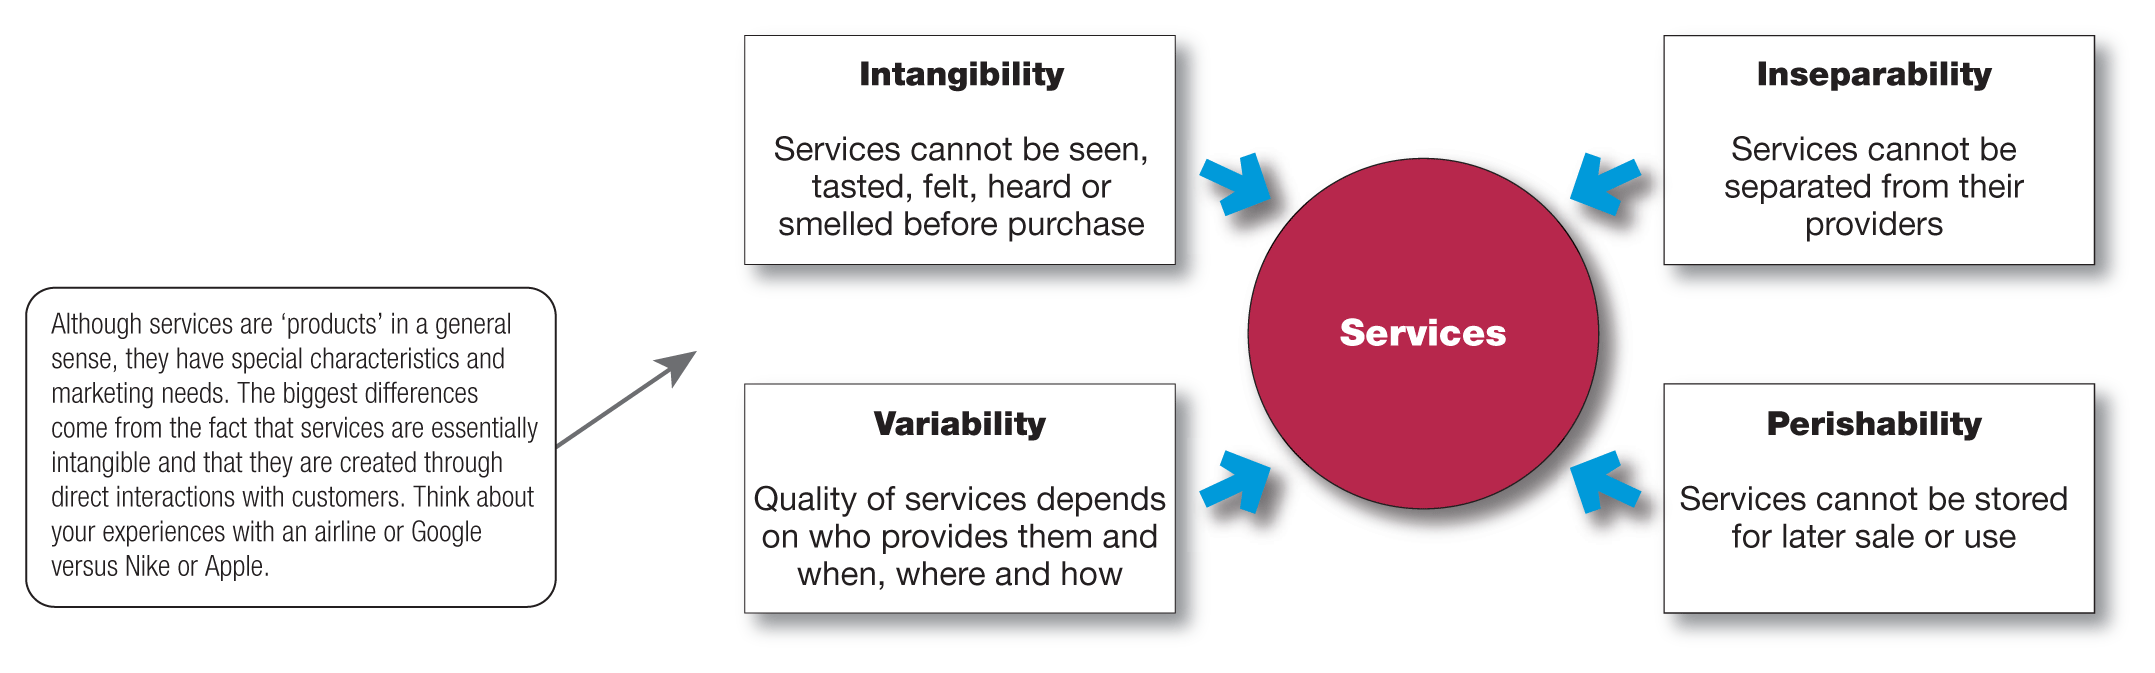 Although services are ‘products’ in a general
sense, they have special characteristics and
marketing needs. The biggest differences
come from the fact that services are essentially
intangible and that they are created through
direct interactions with customers. Think about
your experiences with an airline or Google
versus Nike or Apple.
Intangibility
Services cannot be seen,
tasted, felt, heard or
smelled before purchase
Inseparability
Services cannot be
separated from their
providers
Services
Variability
Quality of services depends
on who provides them and
when, where and how
Perishability
Services cannot be stored
for later sale or use